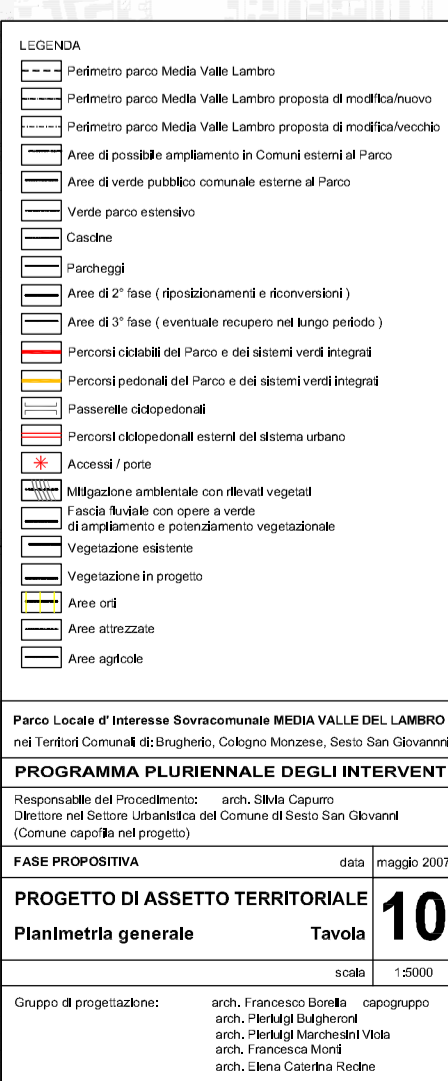 LEGENDA
Perimetro parco Media Valle Lambro
Perimetro parco Media Valle Lambro proposta di modifica/nuovo
Perimetro parco Media Valle Lambro proposta di modifica/vecchio
Aree di possibile ampliamento in Comuni esterni al Parco
Aree di verde pubblico comunale esterne al Parco
Verde parco estensivo
Cascine
Parcheggi
Aree di 2° fase ( riposizionamenti e riconversioni )
Aree di 3° fase ( eventuale recupero nel lungo periodo )
Percorsi ciclabili del Parco e dei sistemi verdi integrati
Percorsi pedonali del Parco e dei sistemi verdi integrati
Passerelle ciclopedonali
Percorsi ciclopedonali esterni del sistema urbano
Accessi / porte
Mitigazione ambientale con rilevati vegetati
Fascia fluviale con opere a verde
di ampliamento e potenziamento vegetazionale
Vegetazione esistente
Vegetazione in progetto
Aree orti
Aree attrezzate
Aree agricole
Parco Locale d' Interesse Sovracomunale MEDIA VALLE DEL LAMBRO
nei Territori Comunali di: Brugherio, Cologno Monzese, Sesto San Giovannni
PROGRAMMA PLURIENNALE DEGLI INTERVENT
Responsabile del Procedimento: arch. Silvia Capurro
Direttore nel Settore Urbanistica del Comune di Sesto San Giovanni
(Comune capofila nel progetto)
FASE PROPOSITIVA data maggio 2007
PROGETTO DI ASSETTO TERRITORIALE
Planimetria generale Tavola 10
scala 1:5000
Gruppo di progettazione: arch. Francesco Borella capogruppo
arch. Pierluigi Bulgheroni
arch. Pierluigi Marchesini Viola
arch. Francesca Monti
arch. Elena Caterina Recine